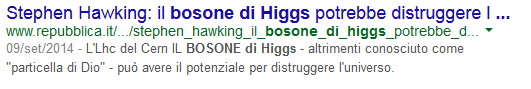 Stephen Hawking: il bosone di Higgs potrebbe distruggere l ...
www.repubblica.it/.../stephen_hawking_il_bosone_di_higgs_potrebbe_d...
09/set/2014 - L'Lhc del Cern IL BOSONE di Higgs - altrimenti conosciuto come
"particella di Dio" - può avere il potenziale per distruggere l'universo.